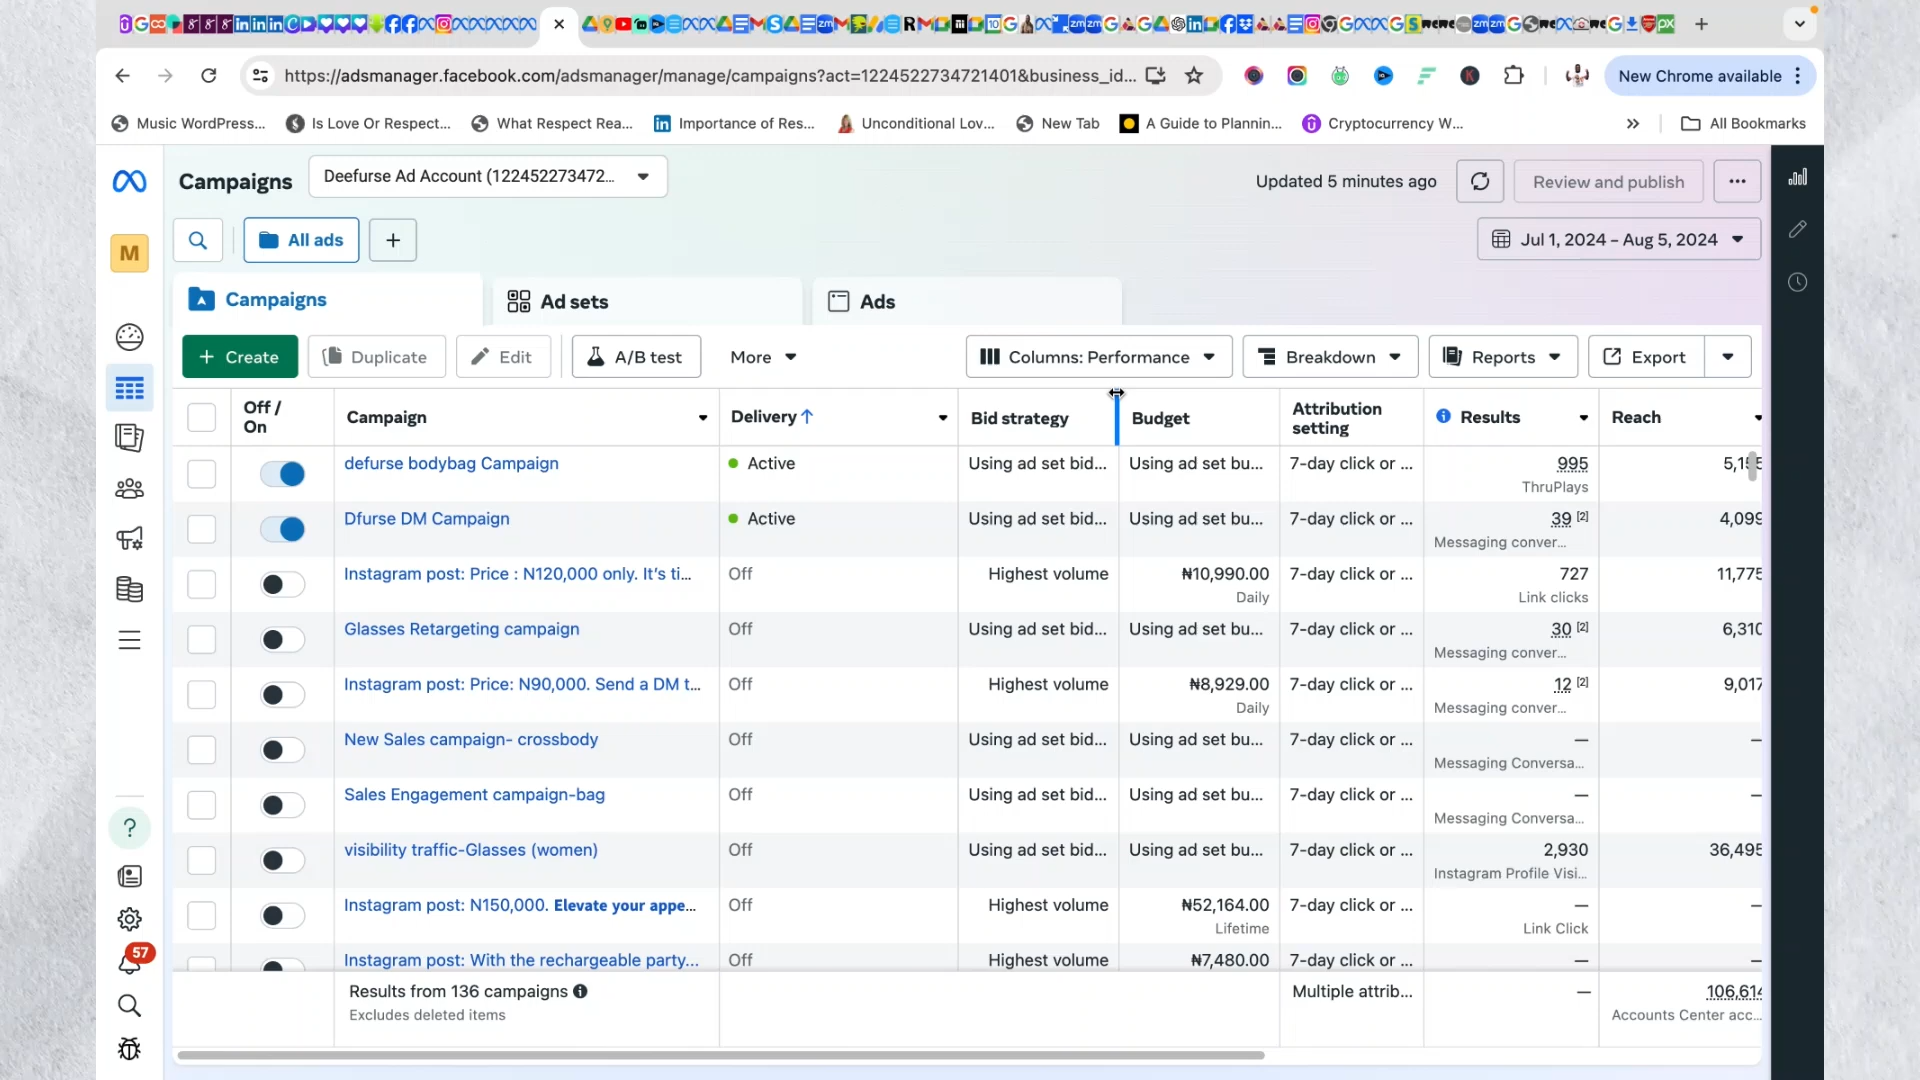 https://adsmanager.facebook.com/adsmanager/manage/campaigns?act=1224522734721401&business_id...
New Chrome available
Music WordPress... Is Love Or Respect... What Respect Rea... Importance of Res... Unconditional Lov... New Tab A Guide to Plannin... Cryptocurrency W... All Bookmarks
Campaigns Deefurse Ad Account (122452273472... Updated 5 minutes ago Review and publish
M
All ads Jul 1, 2024 – Aug 5, 2024
Campaigns Ad sets Ads
+ Create Duplicate Edit A/B test More Columns: Performance Breakdown Reports Export
Off / On Campaign Delivery ↑ Bid strategy Budget Attribution setting Results Reach
defurse bodybag Campaign Active Using ad set bid... Using ad set bu... 7-day click or ... 995 5,155
ThruPlays
Dfurse DM Campaign Active Using ad set bid... Using ad set bu... 7-day click or ... 39 [2] 4,099
Messaging conver...
Instagram post: Price : N120,000 only. It's ti... Off Highest volume ₦10,990.00 7-day click or ... 727 11,775
Daily Link clicks
Glasses Retargeting campaign Off Using ad set bid... Using ad set bu... 7-day click or ... 30 [2] 6,310
Messaging conver...
Instagram post: Price: N90,000. Send a DM t... Off Highest volume ₦8,929.00 7-day click or ... 12 [2] 9,017
Daily Messaging conver...
New Sales campaign- crossbody Off Using ad set bid... Using ad set bu... 7-day click or ... — —
Messaging Conversa...
Sales Engagement campaign-bag Off Using ad set bid... Using ad set bu... 7-day click or ... — —
Messaging Conversa...
visibility traffic-Glasses (women) Off Using ad set bid... Using ad set bu... 7-day click or ... 2,930 36,495
Instagram Profile Visi...
Instagram post: N150,000. Elevate your appe... Off Highest volume ₦52,164.00 7-day click or ... — —
Lifetime Link Click
Instagram post: With the rechargeable party... Off Highest volume ₦7,480.00 7-day click or ... — —
57
Results from 136 campaigns Multiple attrib... — 106,614
Excludes deleted items Accounts Center acc...